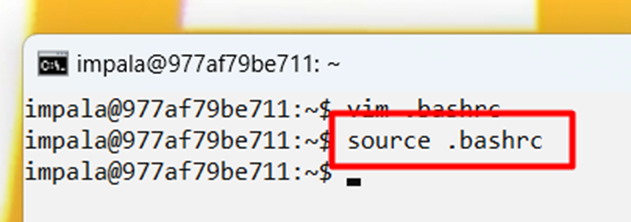 impala@977af79be711: ~
impala@977af79be711:~$ vim .bashrc
impala@977af79be711:~$ source .bashrc
impala@977af79be711:~$